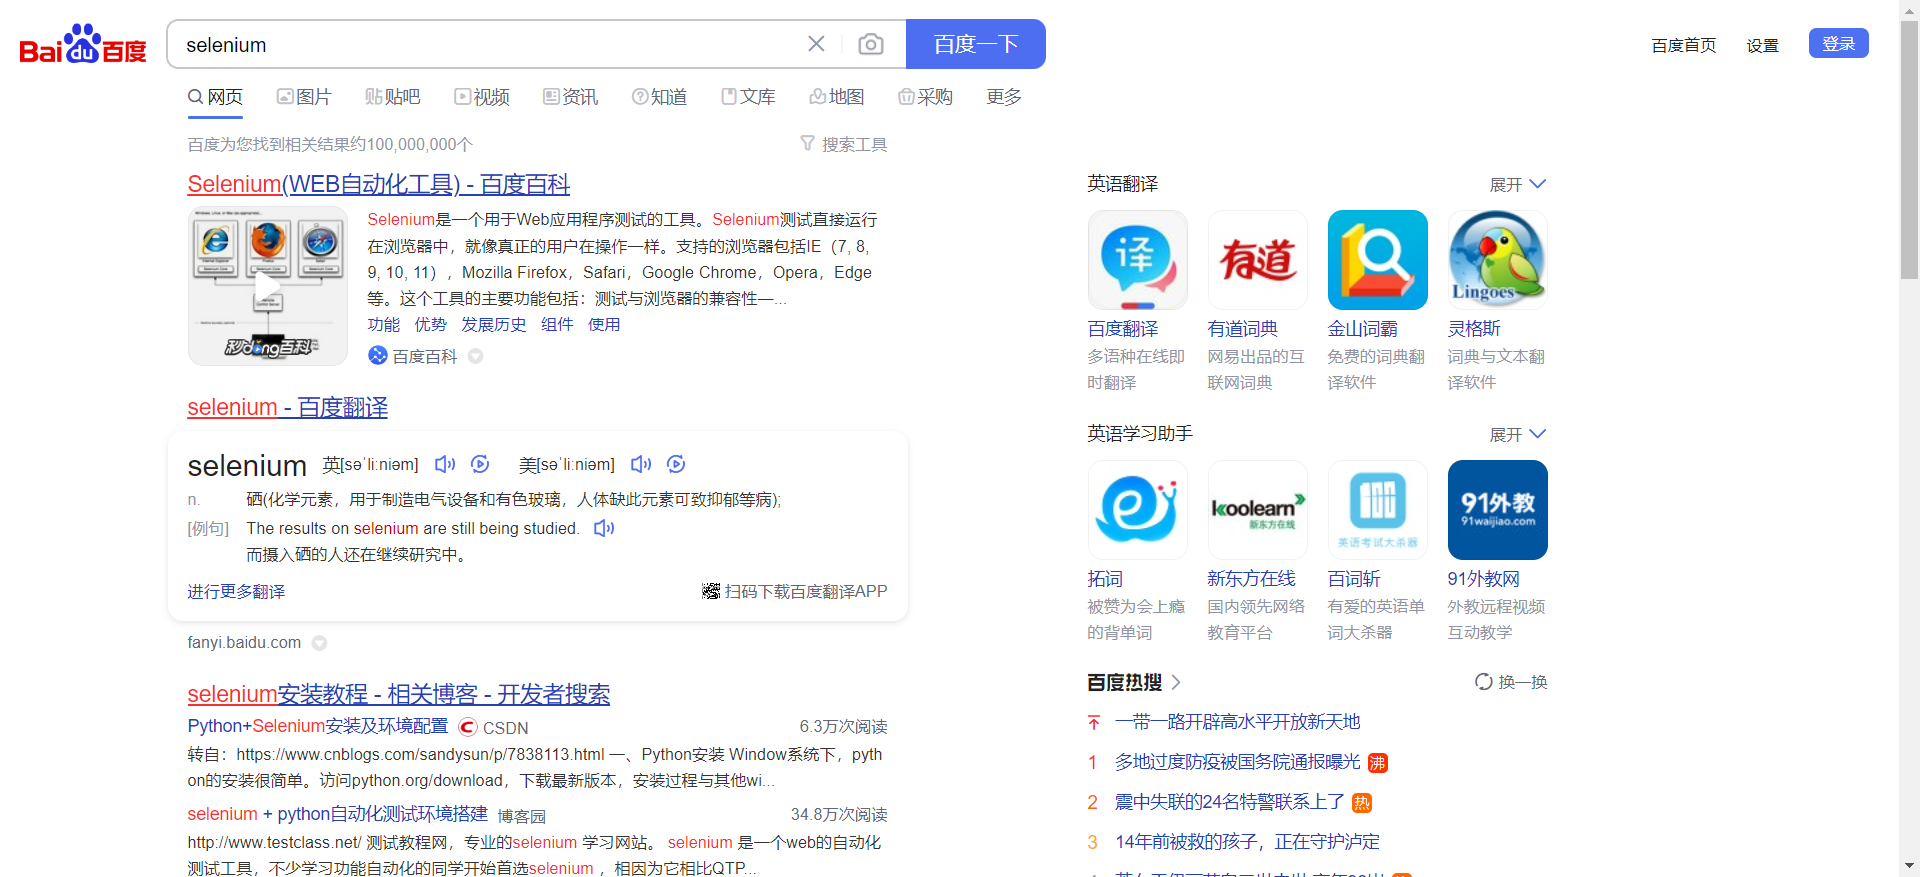 Bai du 百度
selenium
百度一下
百度首页 设置 登录
网页 图片 贴吧 视频 资讯 知道 文库 地图 采购 更多
百度为您找到相关结果约100,000,000个
搜索工具
Selenium(WEB自动化工具) - 百度百科
Selenium是一个用于Web应用程序测试的工具。Selenium测试直接运行
在浏览器中，就像真正的用户在操作一样。支持的浏览器包括IE（7, 8,
9, 10, 11），Mozilla Firefox，Safari，Google Chrome，Opera，Edge
等。这个工具的主要功能包括：测试与浏览器的兼容性—...
功能 优势 发展历史 组件 使用
秒dong百科
百度百科
selenium - 百度翻译
selenium 英[səˈliːniəm] 美[səˈliːniəm]
n. 硒(化学元素，用于制造电气设备和有色玻璃，人体缺此元素可致抑郁等病);
[例句] The results on selenium are still being studied.
而摄入硒的人还在继续研究中。
进行更多翻译
扫码下载百度翻译APP
fanyi.baidu.com
selenium安装教程 - 相关博客 - 开发者搜索
Python+Selenium安装及环境配置 CSDN 6.3万次阅读
转自：https://www.cnblogs.com/sandysun/p/7838113.html 一、Python安装 Window系统下，pyth
on的安装很简单。访问python.org/download，下载最新版本，安装过程与其他wi...
selenium + python自动化测试环境搭建 博客园 34.8万次阅读
http://www.testclass.net/ 测试教程网，专业的selenium 学习网站。 selenium 是一个web的自动化
测试工具，不少学习功能自动化的同学开始首选selenium ，相因为它相比QTP...
英语翻译 展开
译
有道
Lingoes
百度翻译 有道词典 金山词霸 灵格斯
多语种在线即 网易出品的互 免费的词典翻 词典与文本翻
时翻译 联网词典 译软件 译软件
英语学习助手 展开
koolearn
新东方在线
英语考试大杀器
91外教
91waijiao.com
拓词 新东方在线 百词斩 91外教网
被赞为会上瘾 国内领先网络 有爱的英语单 外教远程视频
的背单词 教育平台 词大杀器 互动教学
百度热搜 换一换
一带一路开辟高水平开放新天地
1 多地过度防疫被国务院通报曝光 沸
2 震中失联的24名特警联系上了 热
3 14年前被救的孩子，正在守护泸定